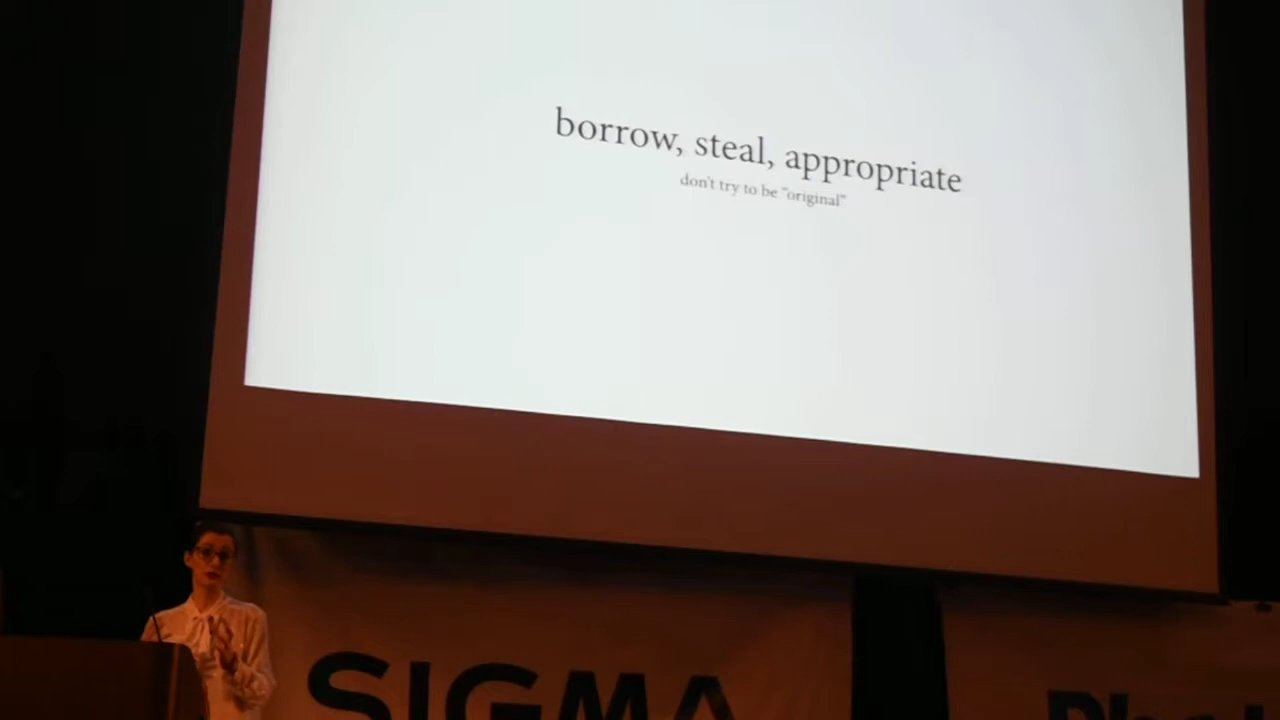 borrow, steal, appropriate
don't try to be "original"
SIGMA